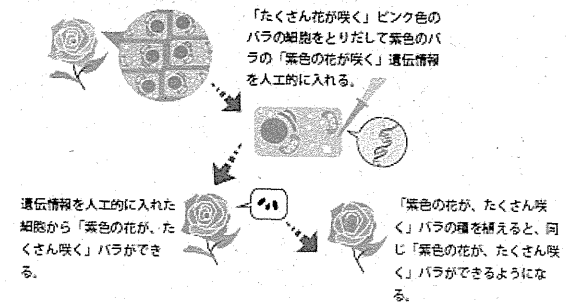 「たくさん花が咲く」ピンク色の
バラの細胞をとりだして紫色のバ
ラの「紫色の花が咲く」遺伝情報
を人工的に入れる。
遺伝情報を人工的に入れた
細胞から「紫色の花が、た
くさん咲く」バラができ
る。
「紫色の花が、たくさん咲
く」バラの種を植えると、同
じ「紫色の花が、たくさん咲
く」バラができるようにな
る。